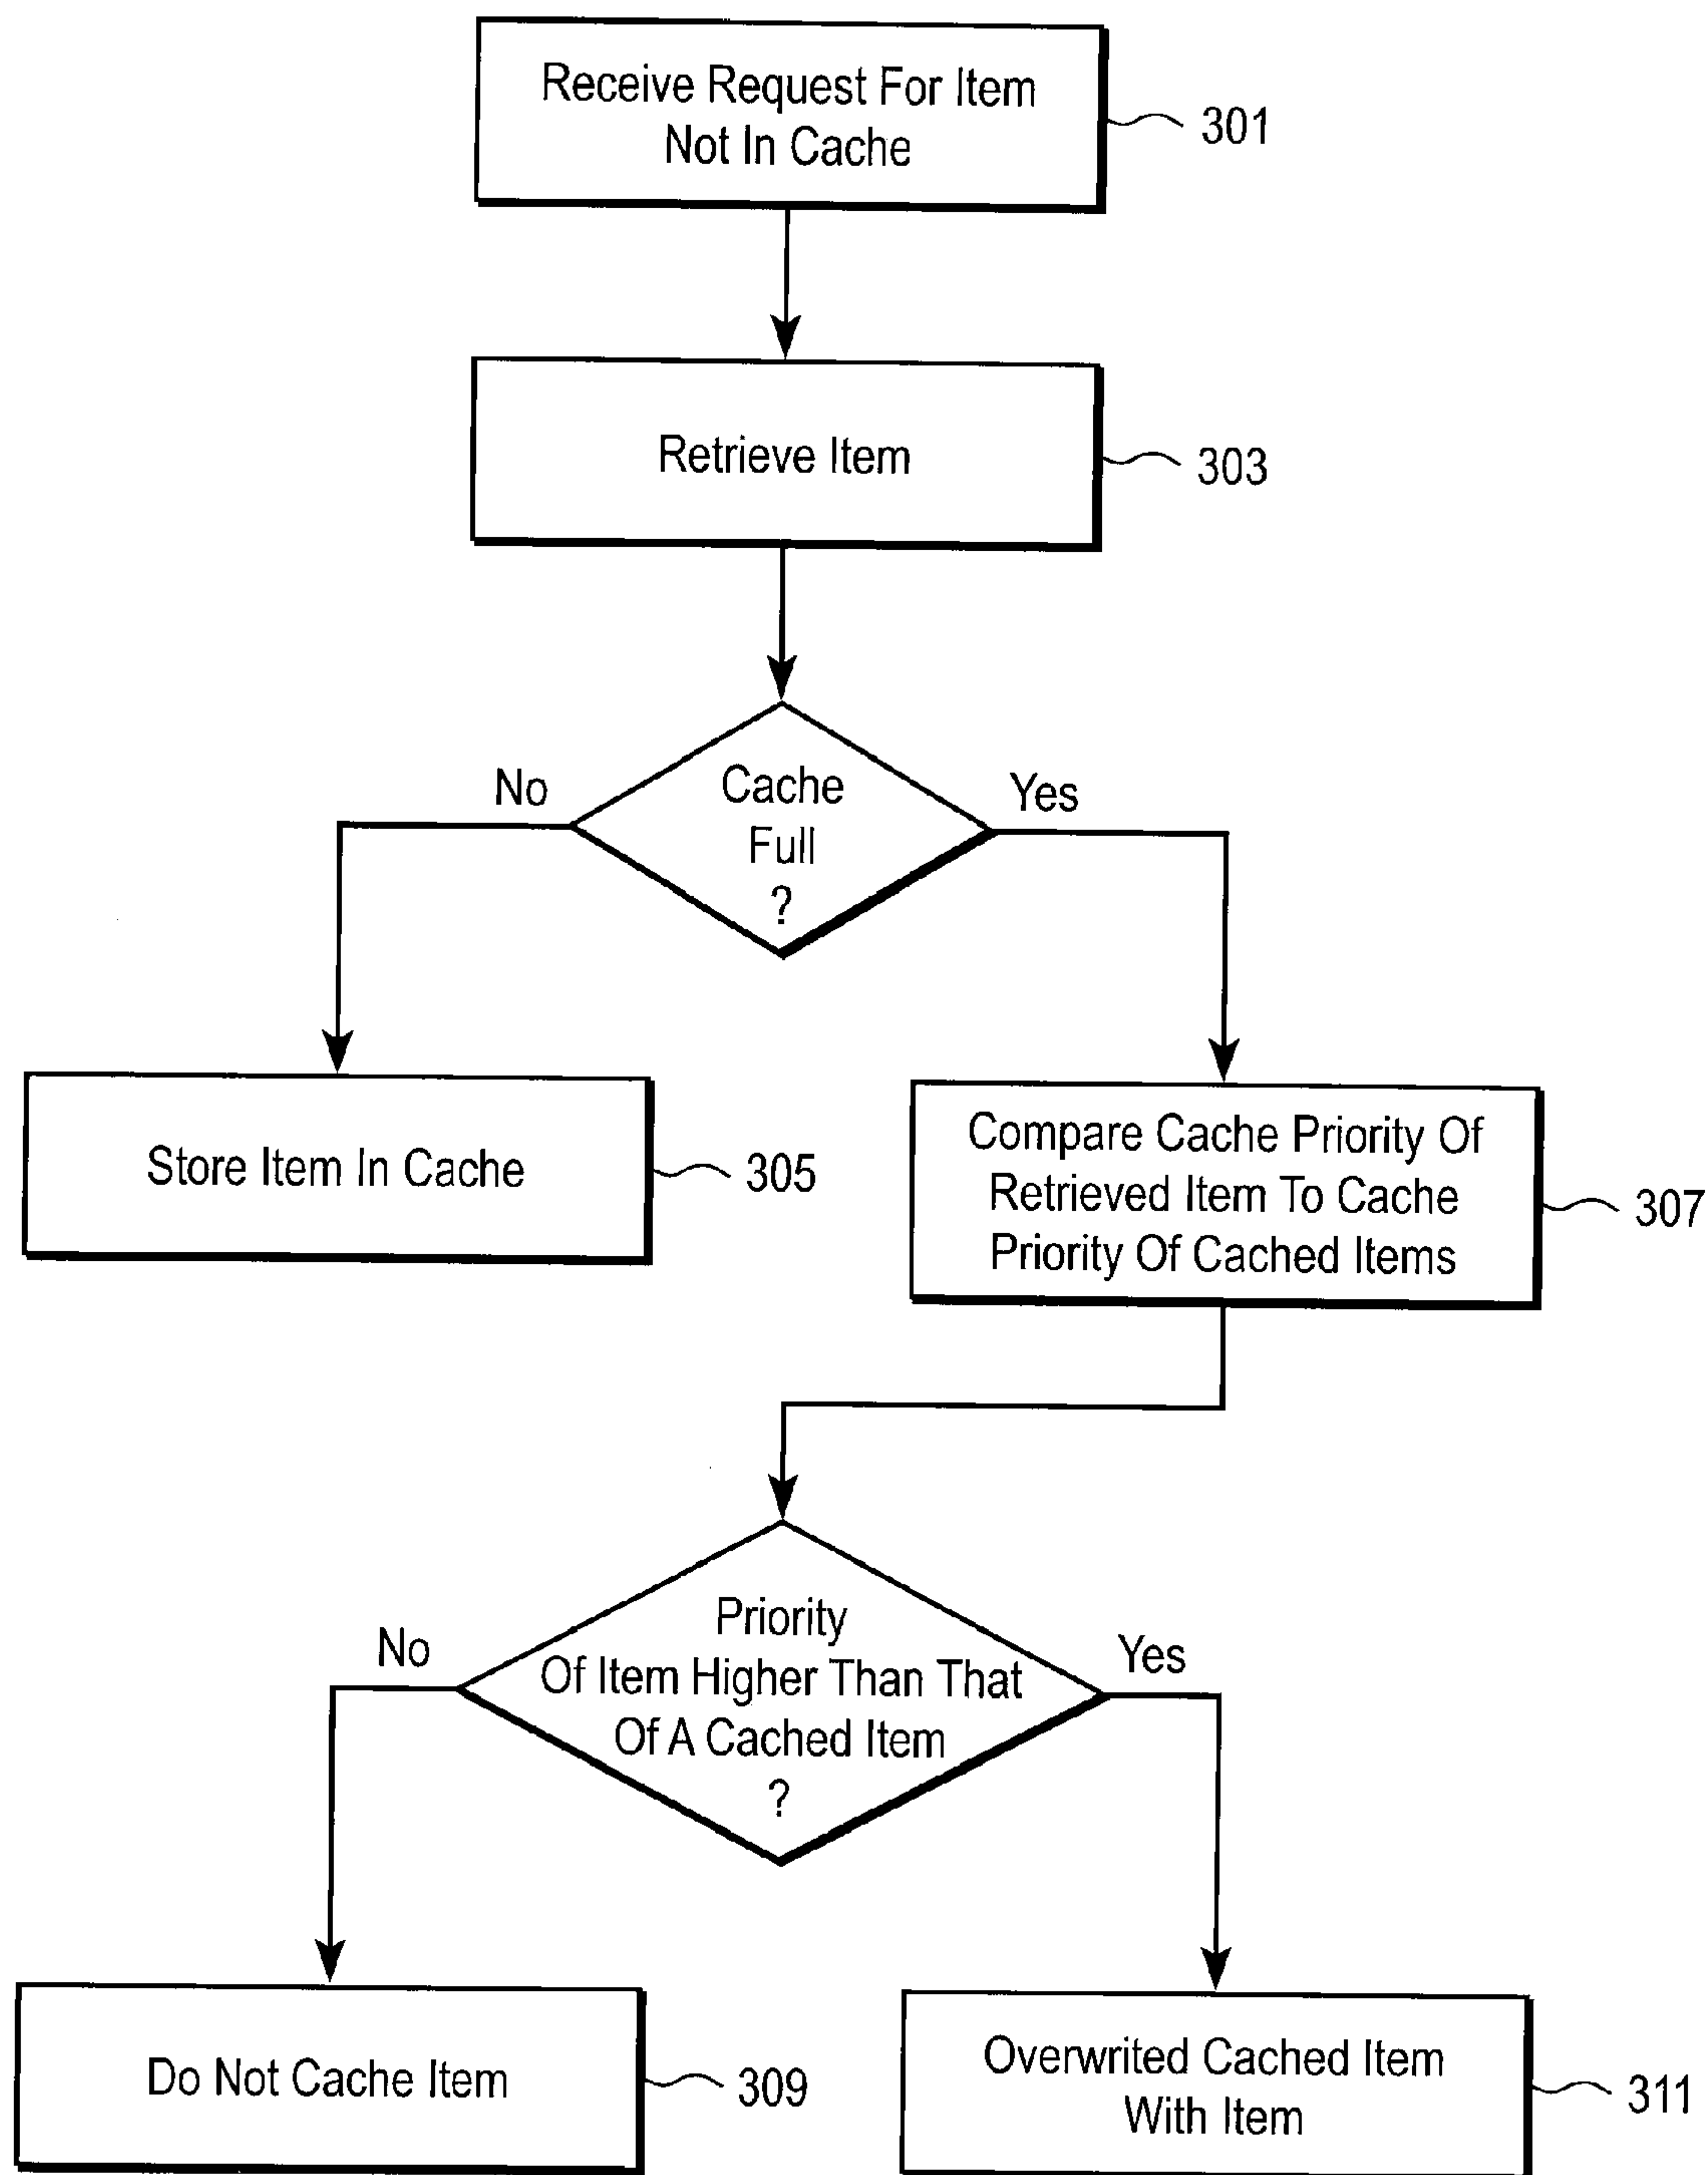 Receive Request For Item
Not In Cache
301
Retrieve Item
303
Cache
Full
?
No
Yes
Store Item In Cache
305
Compare Cache Priority Of
Retrieved Item To Cache
Priority Of Cached Items
307
Priority
Of Item Higher Than That
Of A Cached Item
?
No
Yes
Do Not Cache Item
309
Overwrited Cached Item
With Item
311